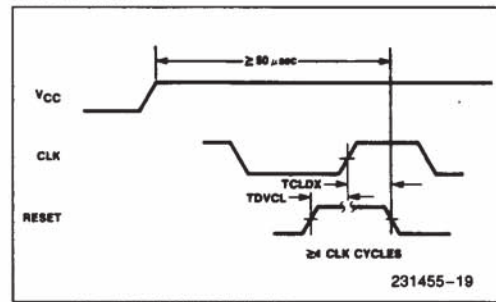 ≥ 50 μsec
VCC
CLK
TCLDX
TDVCL
RESET
≥4 CLK CYCLES
231455-19